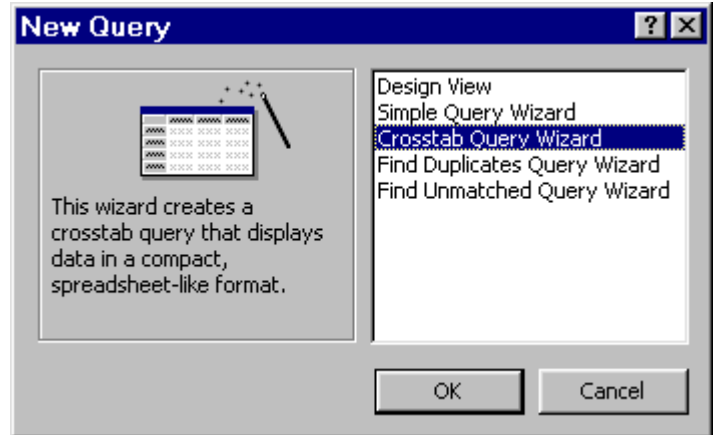 New Query
This wizard creates a
crosstab query that displays
data in a compact,
spreadsheet-like format.
Design View
Simple Query Wizard
Crosstab Query Wizard
Find Duplicates Query Wizard
Find Unmatched Query Wizard
OK
Cancel